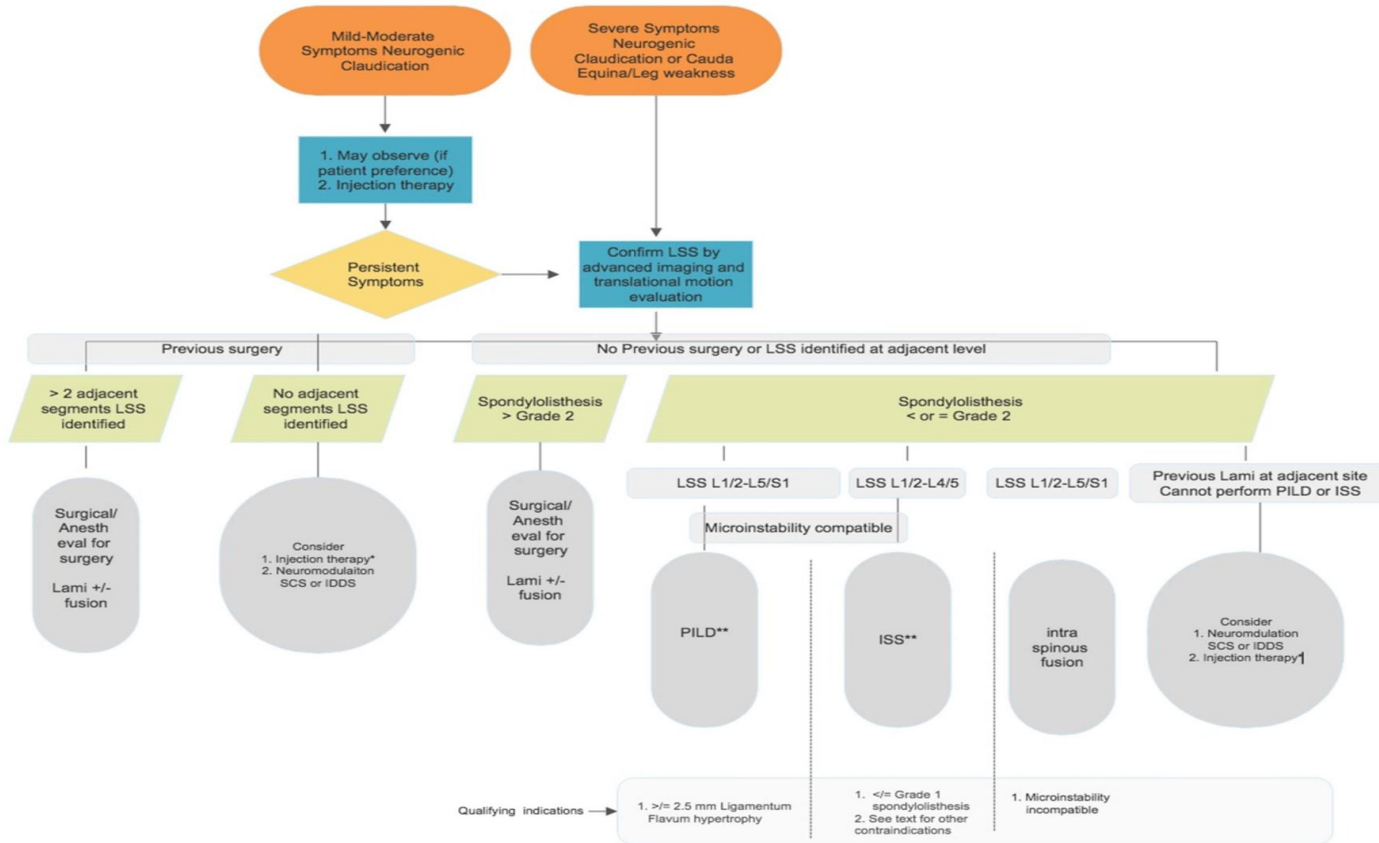 Mild-Moderate
Symptoms Neurogenic
Claudication
Severe Symptoms
Neurogenic
Claudication or Cauda
Equina/Leg weakness
1. May observe (if
patient preference)
2. Injection therapy
Persistent
Symptoms
Confirm LSS by
advanced imaging and
translational motion
evaluation
Previous surgery
No Previous surgery or LSS identified at adjacent level
> 2 adjacent
segments LSS
identified
No adjacent
segments LSS
identified
Spondylolisthesis
> Grade 2
Spondylolisthesis
< or = Grade 2
LSS L1/2-L5/S1
LSS L1/2-L4/5
LSS L1/2-L5/S1
Previous Lami at adjacent site
Cannot perform PILD or ISS
Microinstability compatible
Surgical/
Anesth
eval for
surgery
Lami +/-
fusion
Consider
1. Injection therapy*
2. Neuromodulaiton
SCS or IDDS
Surgical/
Anesth
eval for
surgery
Lami +/-
fusion
PILD**
ISS**
intra
spinous
fusion
Consider
1. Neuromdulation
SCS or IDDS
2. Injection therapy1
Qualifying indications
1. >/= 2.5 mm Ligamentum
Flavum hypertrophy
1. </= Grade 1
spondylolisthesis
2. See text for other
contraindications
1. Microinstability
incompatible